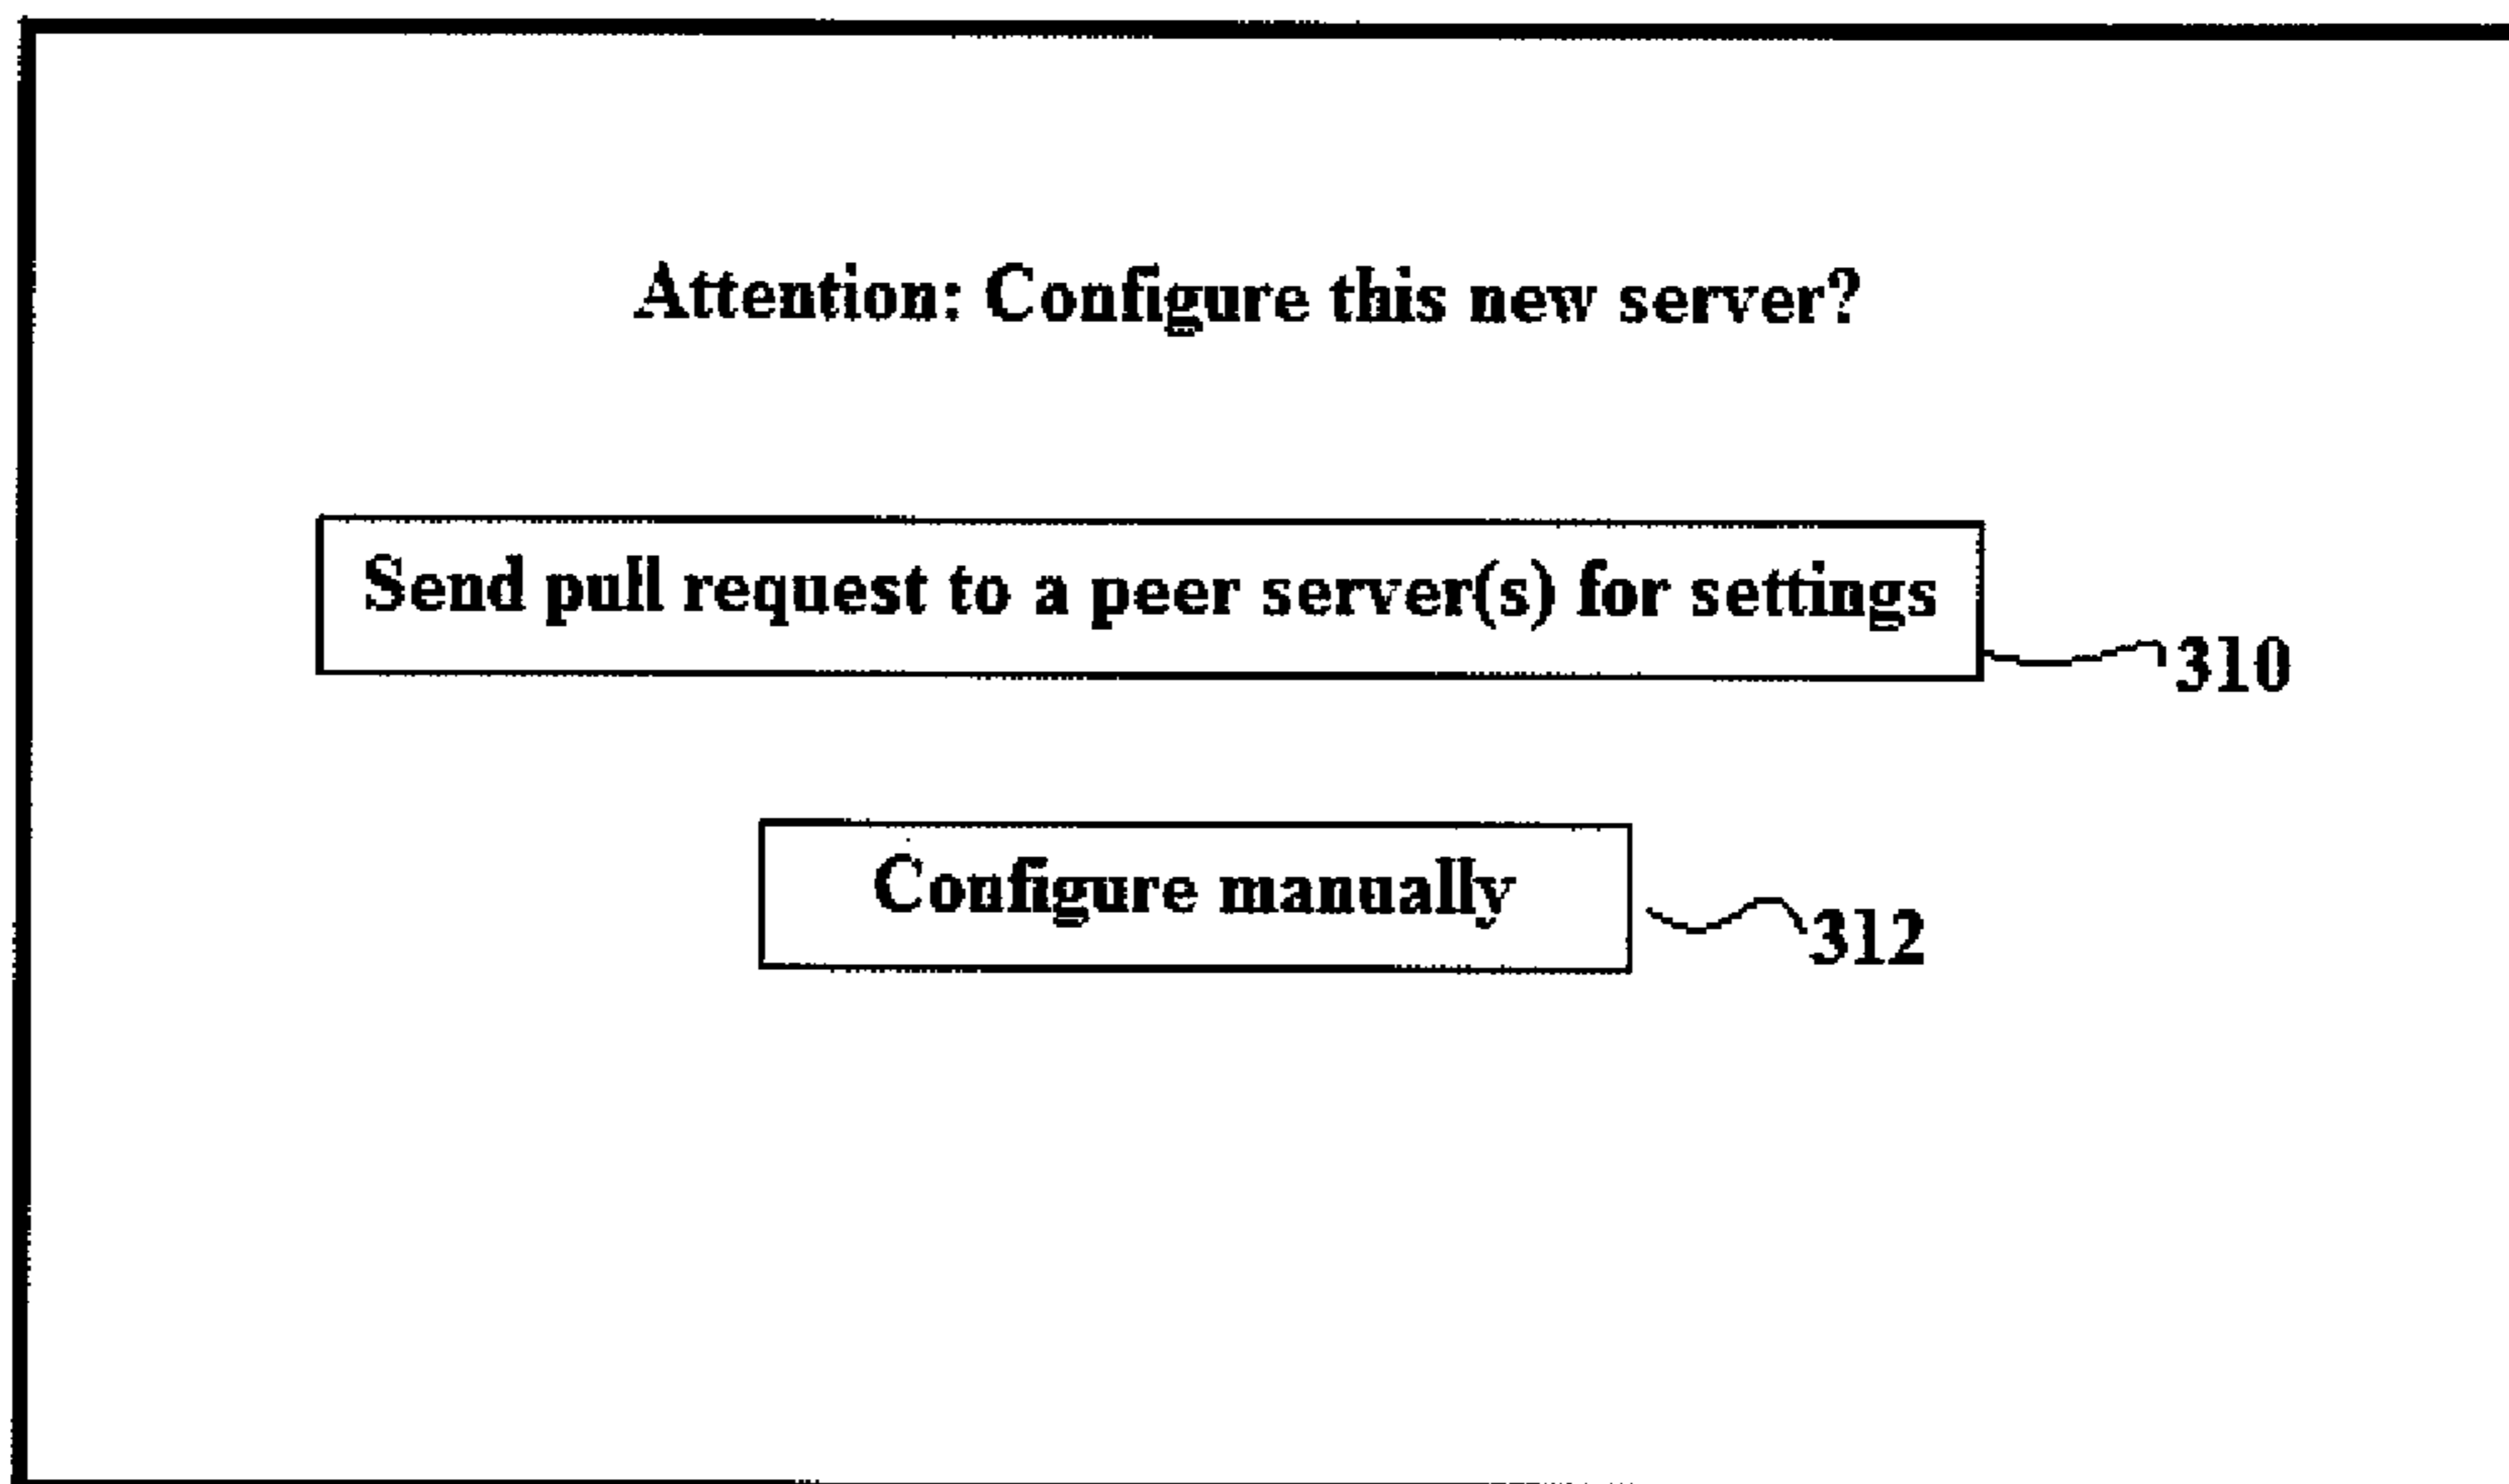 Attention: Configure this new server?
Send pull request to a peer server(s) for settings
310
Configure manually
312